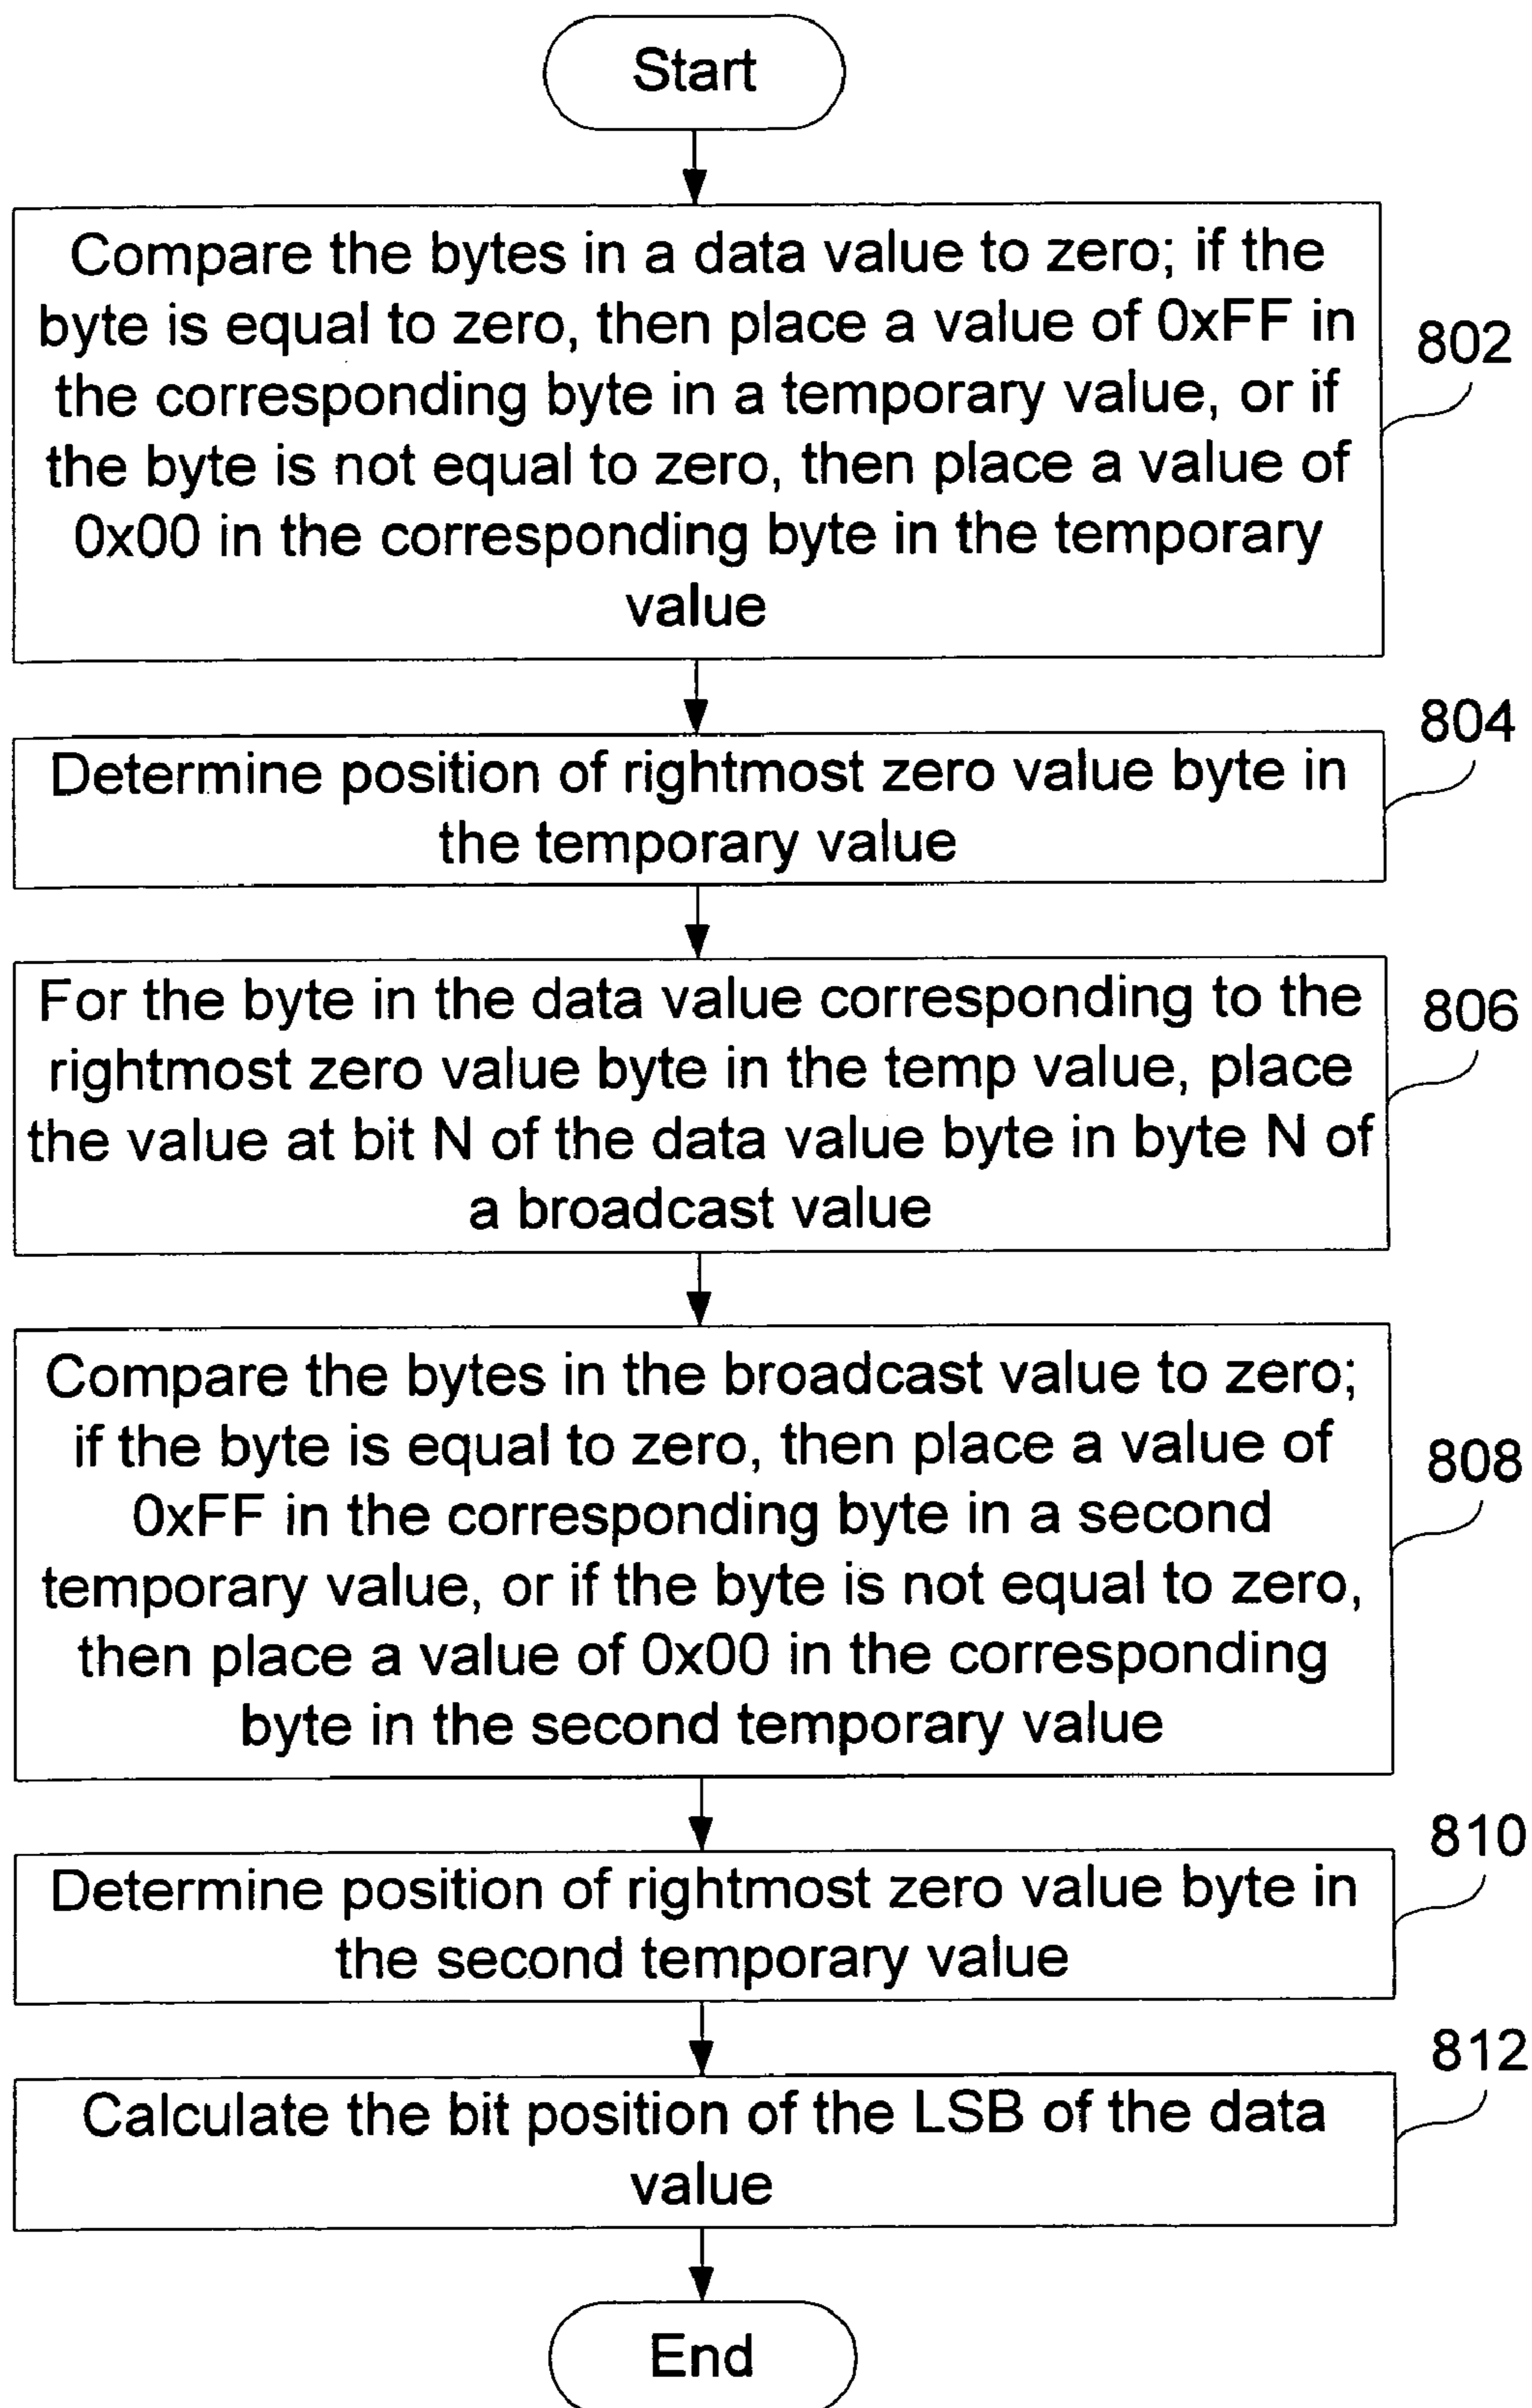 Start
Compare the bytes in a data value to zero; if the
byte is equal to zero, then place a value of 0xFF in
the corresponding byte in a temporary value, or if
the byte is not equal to zero, then place a value of
0x00 in the corresponding byte in the temporary
value
802
Determine position of rightmost zero value byte in
the temporary value
804
For the byte in the data value corresponding to the
rightmost zero value byte in the temp value, place
the value at bit N of the data value byte in byte N of
a broadcast value
806
Compare the bytes in the broadcast value to zero;
if the byte is equal to zero, then place a value of
0xFF in the corresponding byte in a second
temporary value, or if the byte is not equal to zero,
then place a value of 0x00 in the corresponding
byte in the second temporary value
808
Determine position of rightmost zero value byte in
the second temporary value
810
Calculate the bit position of the LSB of the data
value
812
End